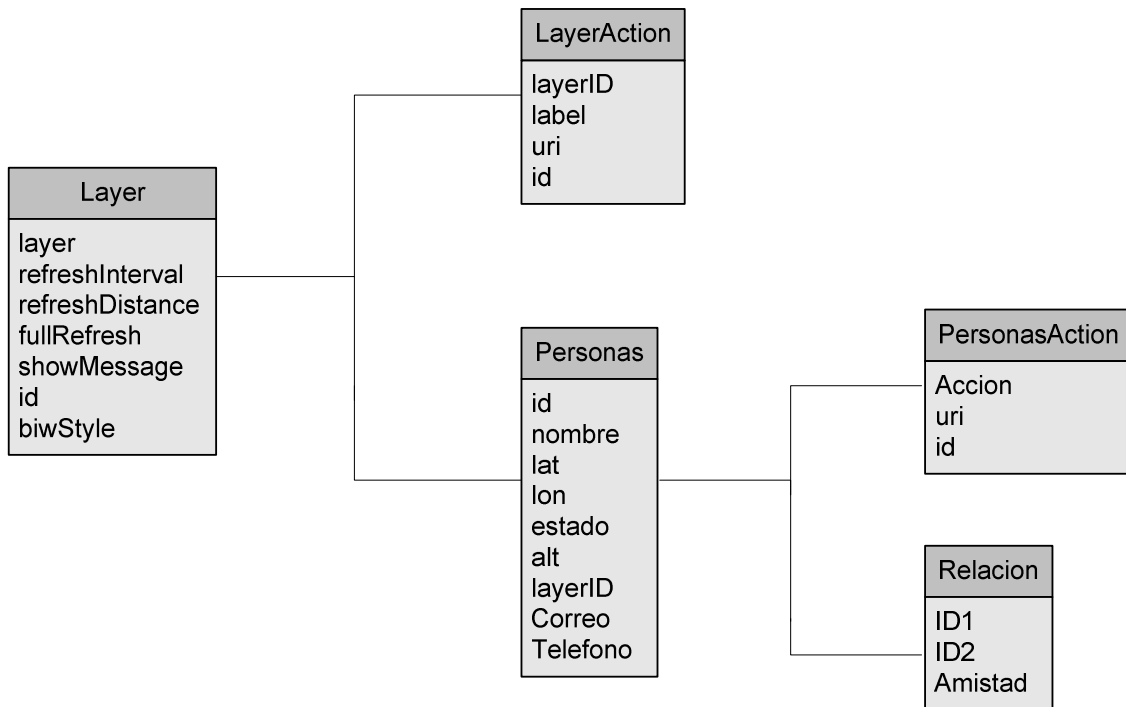 LayerAction
layerID
label
uri
id
Layer
layer
refreshInterval
refreshDistance
fullRefresh
showMessage
id
biwStyle
Personas
id
nombre
lat
lon
estado
alt
layerID
Correo
Telefono
PersonasAction
Accion
uri
id
Relacion
ID1
ID2
Amistad